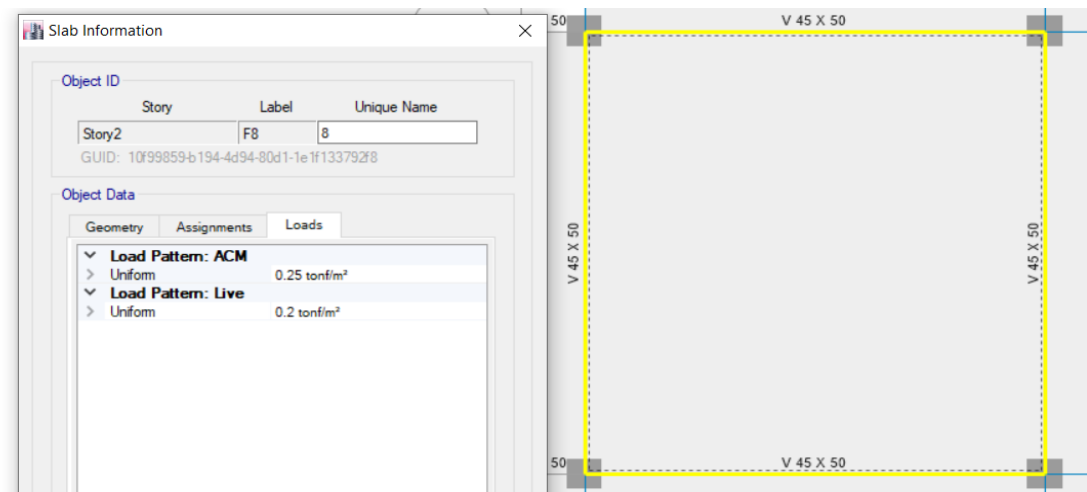 Slab Information
Object ID
Story Label Unique Name
Story2 F8 8
GUID: 10f99859-b194-4d94-80d1-1e1f133792f8
Object Data
Geometry Assignments Loads
Load Pattern: ACM
Uniform 0.25 tonf/m²
Load Pattern: Live
Uniform 0.2 tonf/m²
50
V 45 X 50
V 45 X 50
V 45 X 50
50
V 45 X 50